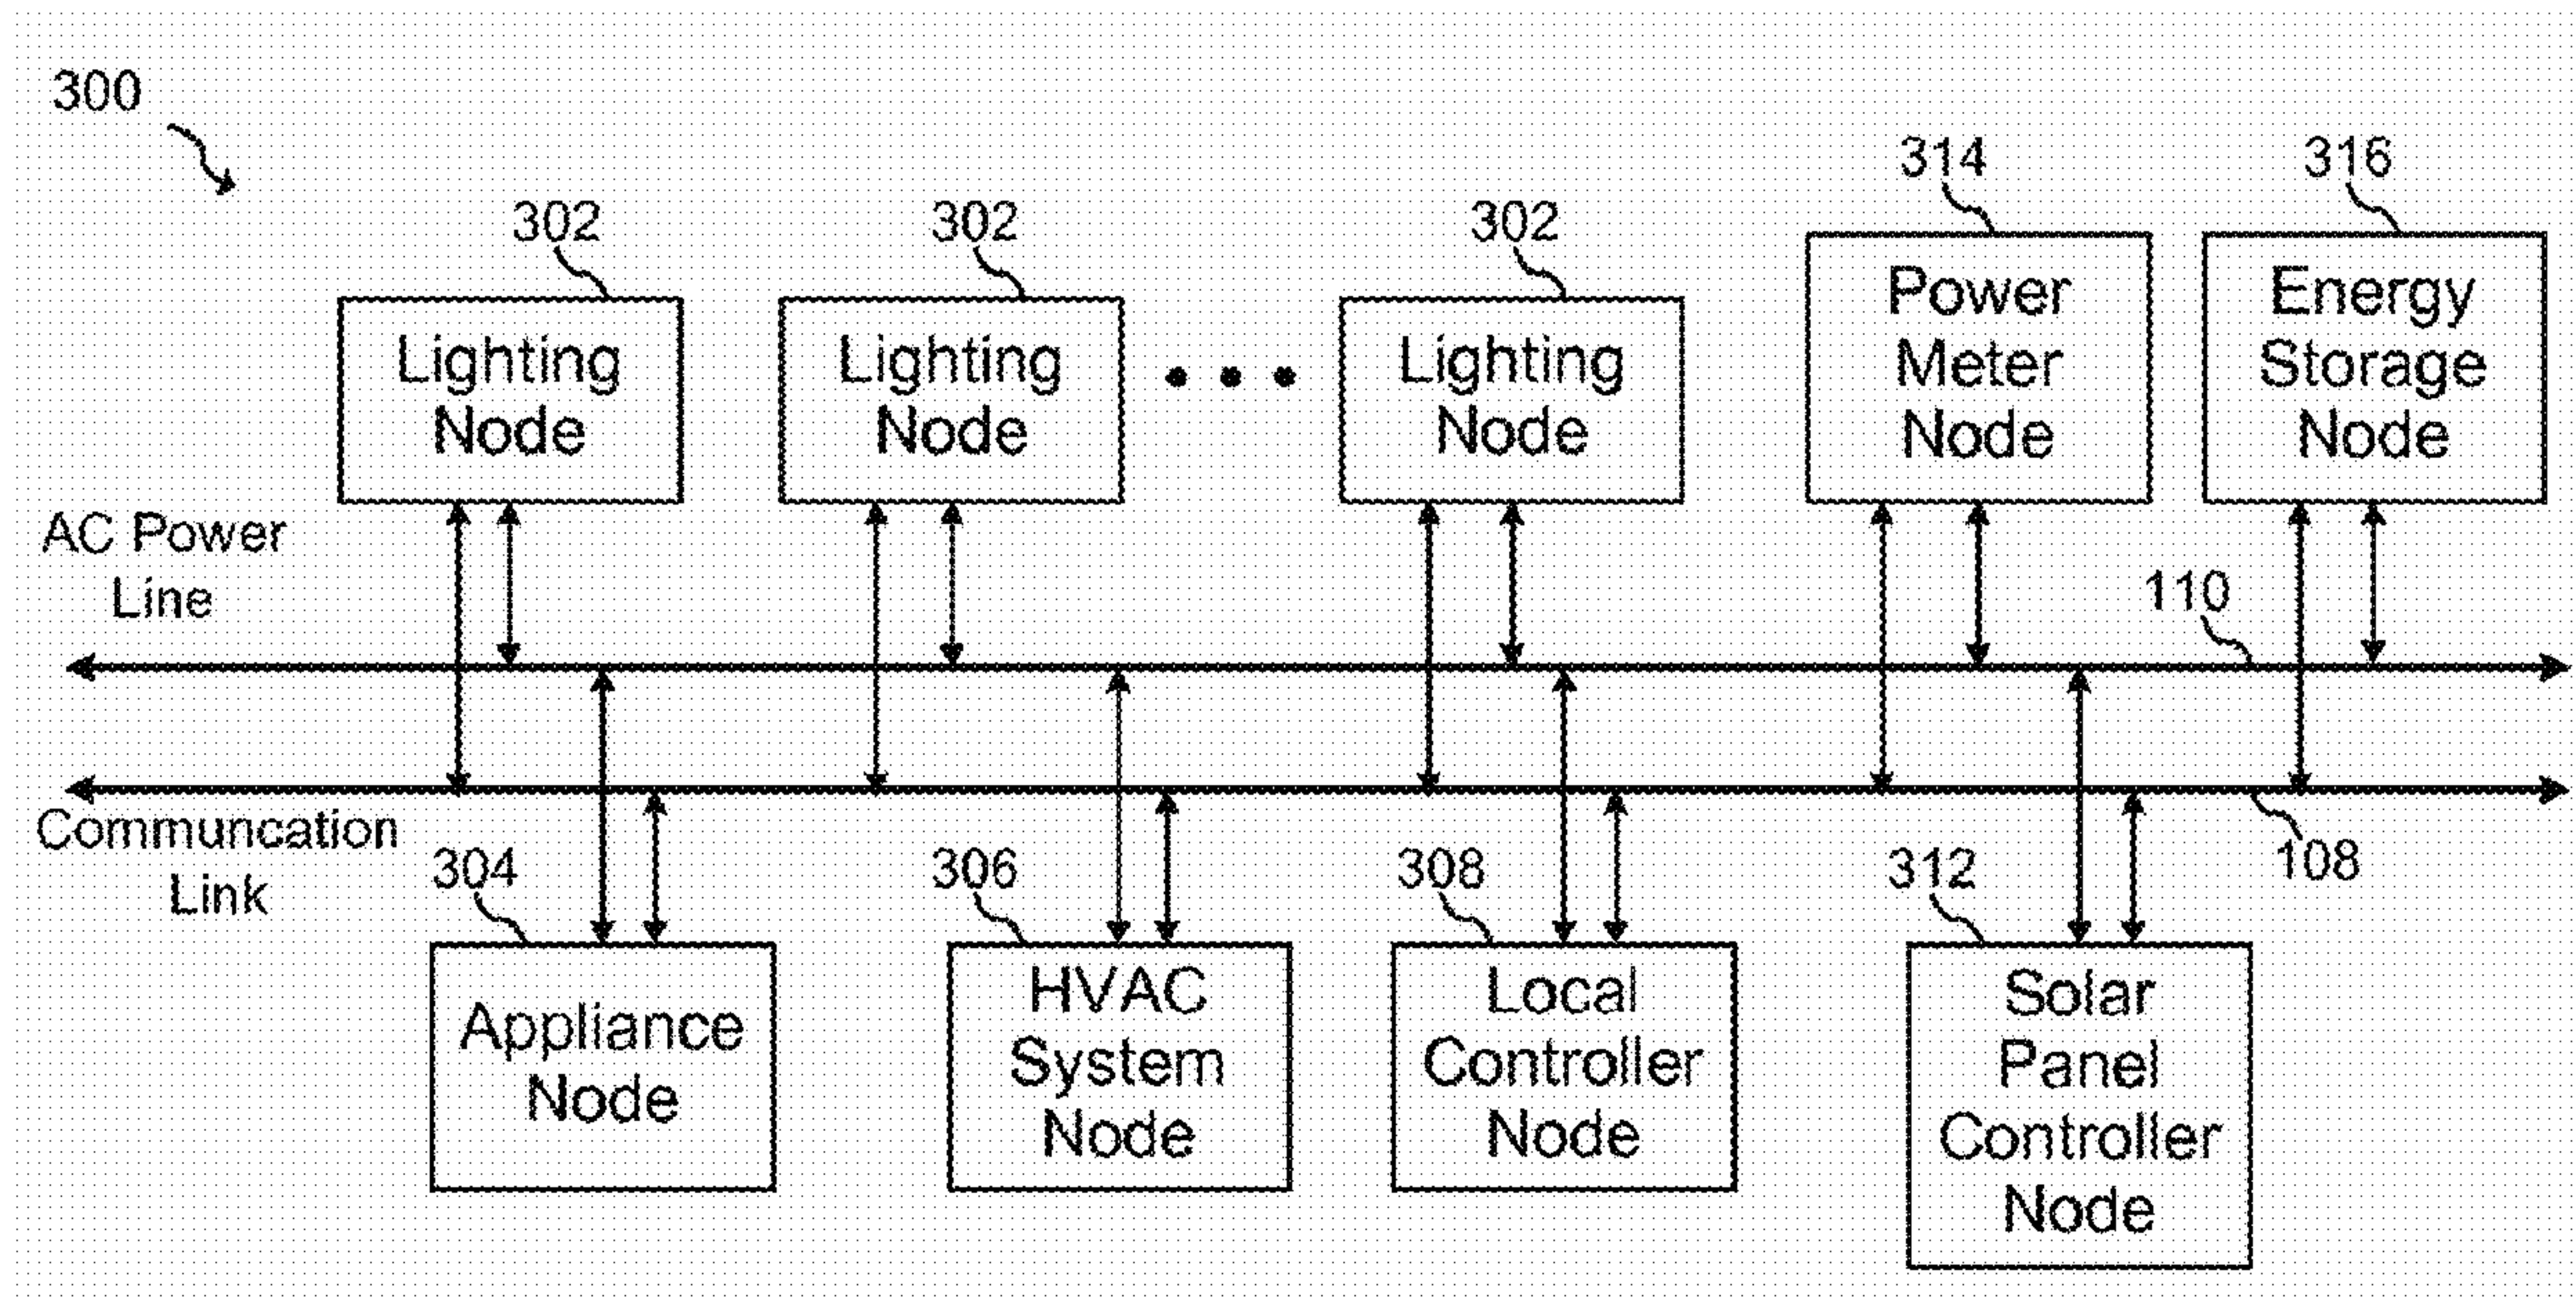 300
302
302
302
314
316
Lighting
Node
Lighting
Node
• • •
Lighting
Node
Power
Meter
Node
Energy
Storage
Node
AC Power
Line
110
Communcation
Link
108
304
306
308
312
Appliance
Node
HVAC
System
Node
Local
Controller
Node
Solar
Panel
Controller
Node